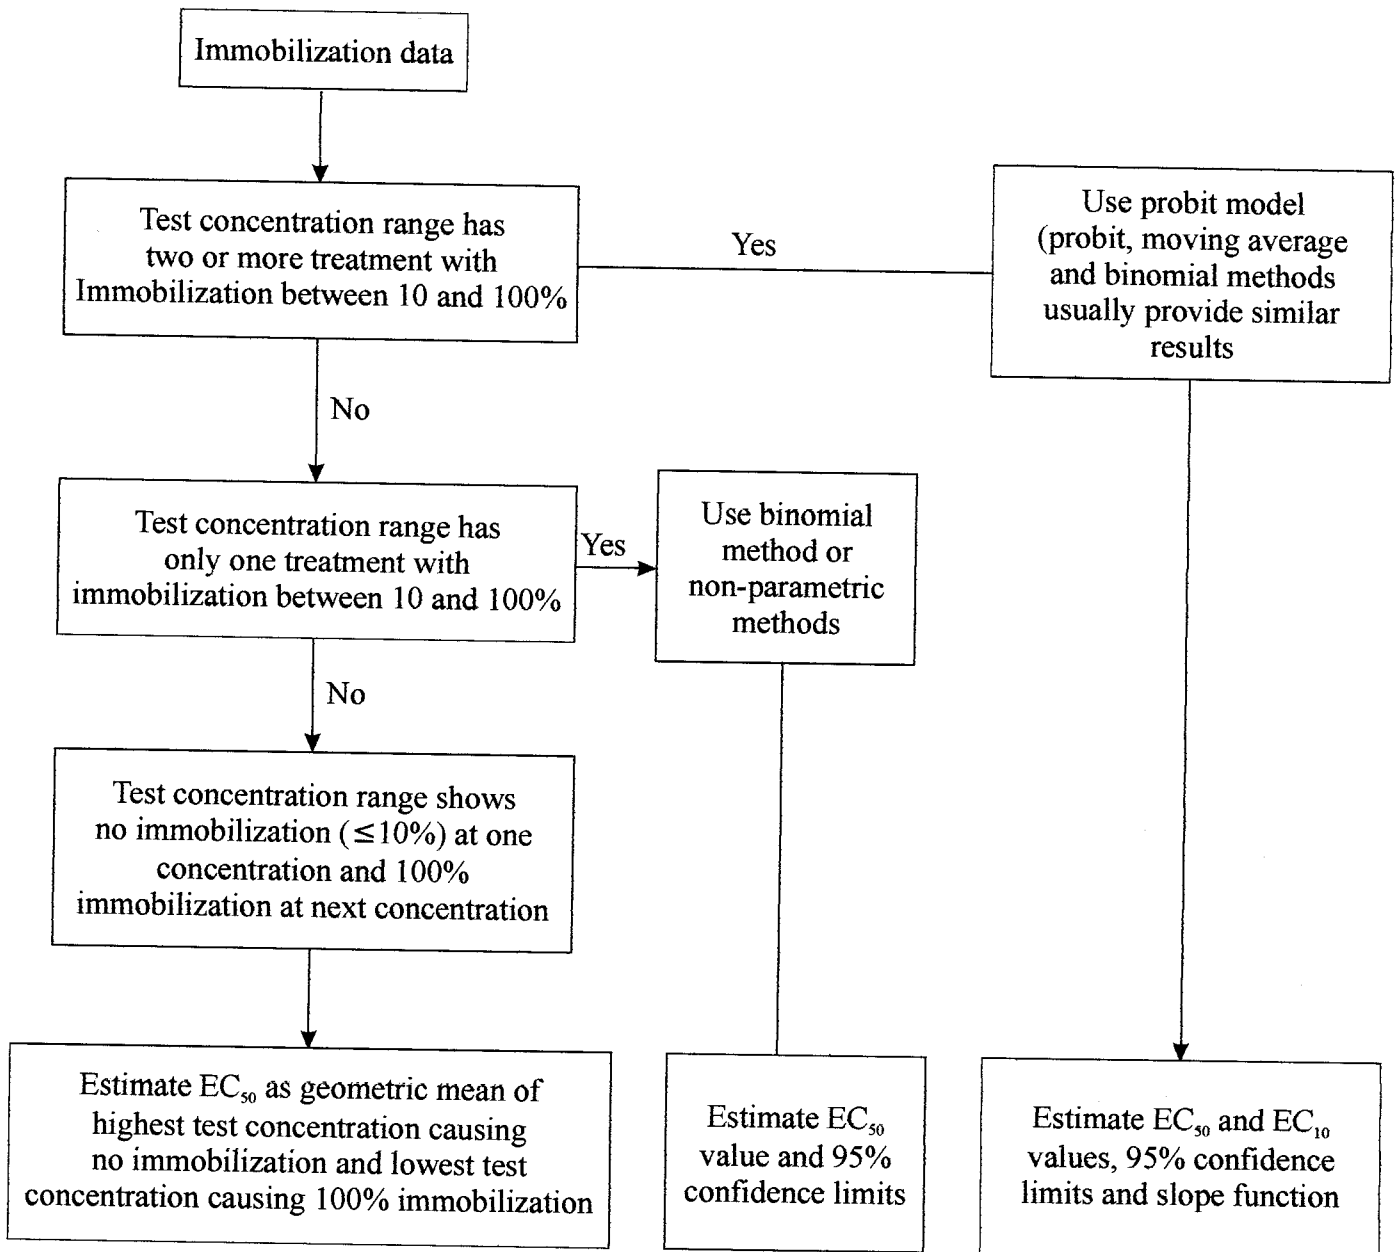 Immobilization data
Test concentration range has
two or more treatment with
Immobilization between 10 and 100%
Yes
Use probit model
(probit, moving average
and binomial methods
usually provide similar
results
No
Test concentration range has
only one treatment with
immobilization between 10 and 100%
Yes
Use binomial
method or
non-parametric
methods
No
Test concentration range shows
no immobilization (≦10%) at one
concentration and 100%
immobilization at next concentration
Estimate EC₅₀ as geometric mean of
highest test concentration causing
no immobilization and lowest test
concentration causing 100% immobilization
Estimate EC₅₀
value and 95%
confidence limits
Estimate EC₅₀ and EC₁₀
values, 95% confidence
limits and slope function